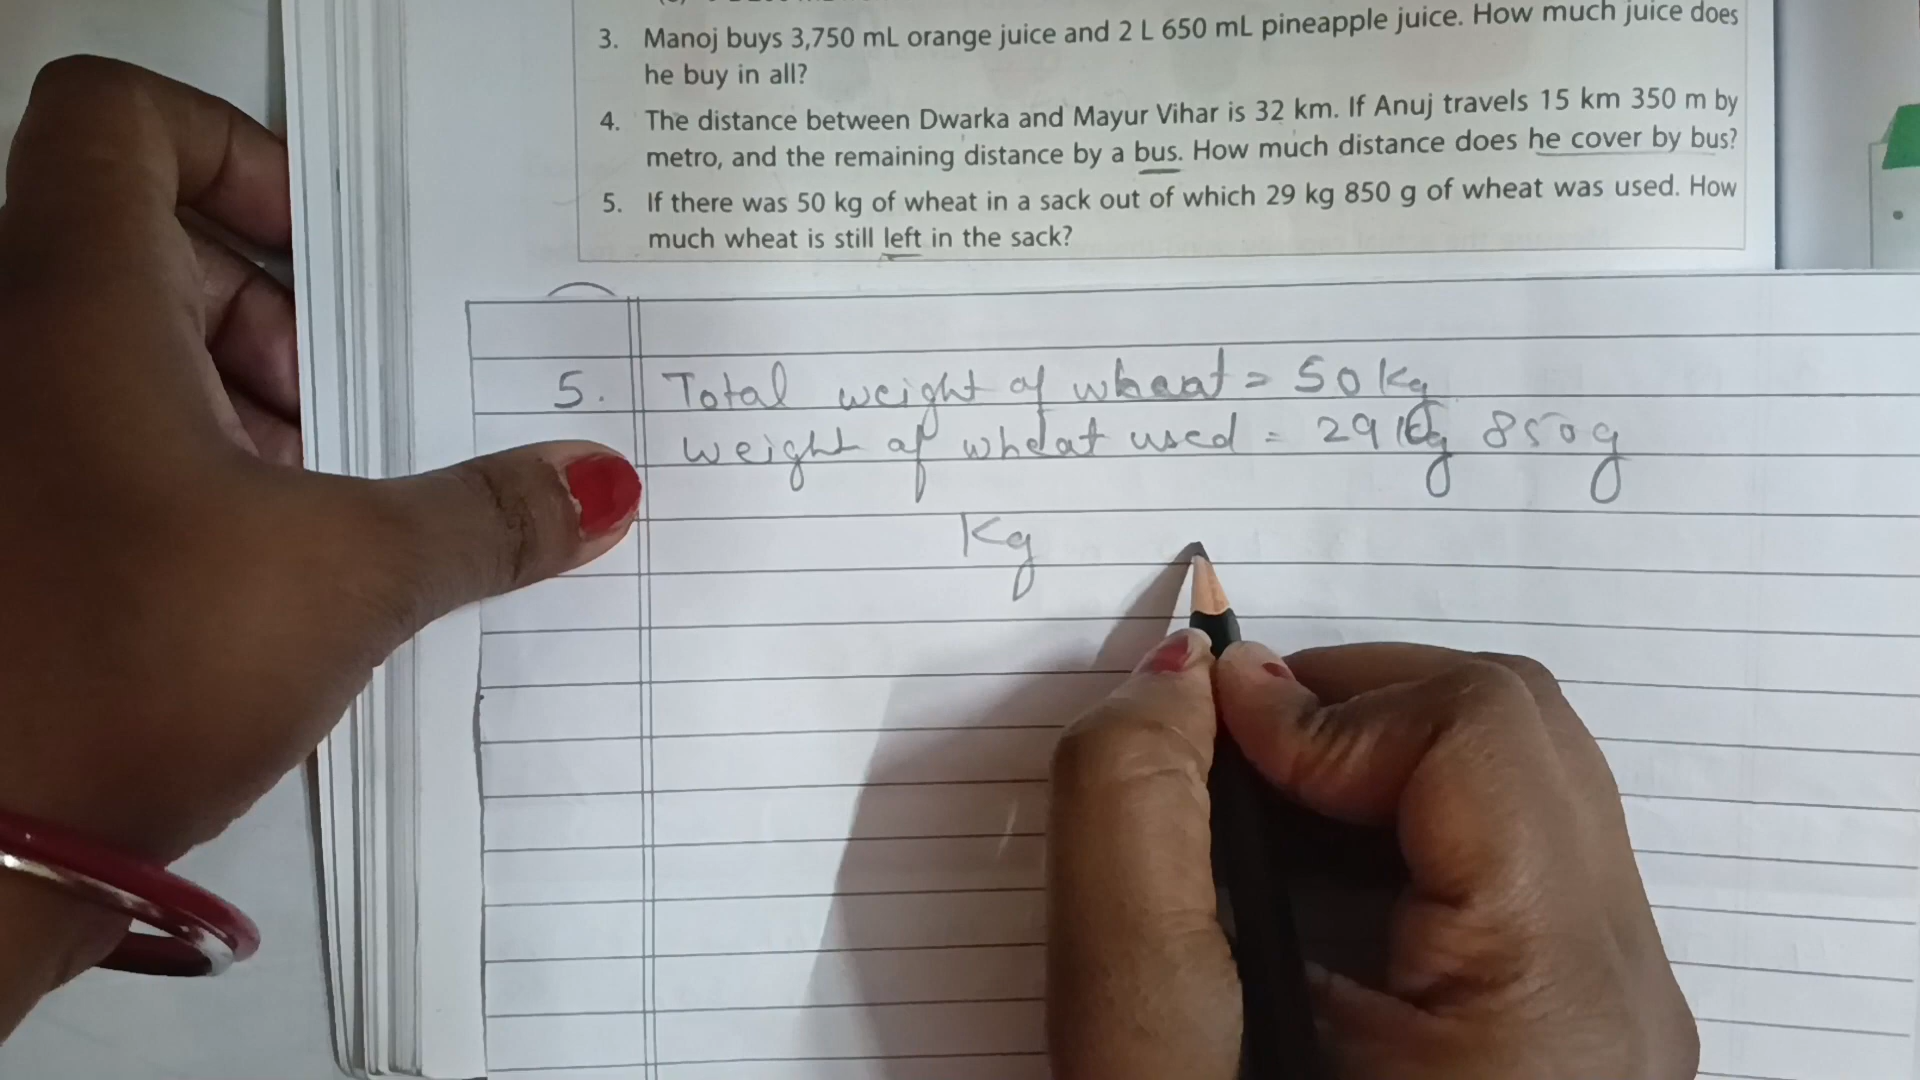 3. Manoj buys 3,750 mL orange juice and 2 L 650 mL pineapple juice. How much juice does
he buy in all?
4. The distance between Dwarka and Mayur Vihar is 32 km. If Anuj travels 15 km 350 m by
metro, and the remaining distance by a bus. How much distance does he cover by bus?
5. If there was 50 kg of wheat in a sack out of which 29 kg 850 g of wheat was used. How
much wheat is still left in the sack?
5. Total weight of wheat = 50 kg
weight of wheat used = 29 kg 850 g
Kg